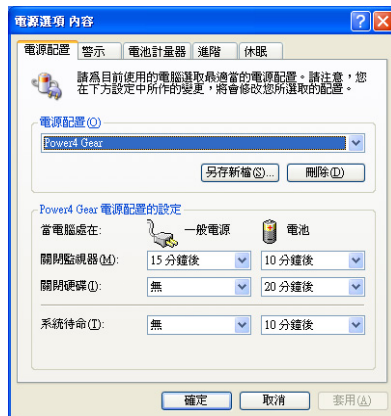 電源選項 內容
電源配置 警示 電池計量器 進階 休眠
請為目前使用的電腦選取最適當的電源配置。請注意，您
在下方設定中所作的變更，將會修改您所選取的配置。
電源配置(O)
Power4 Gear
另存新檔(S)... 刪除(D)
Power4 Gear 電源配置的設定
當電腦處在: 一般電源 電池
關閉監視器(M): 15 分鐘後 10 分鐘後
關閉硬碟(I): 無 20 分鐘後
系統待命(T): 無 10 分鐘後
確定 取消 套用(A)